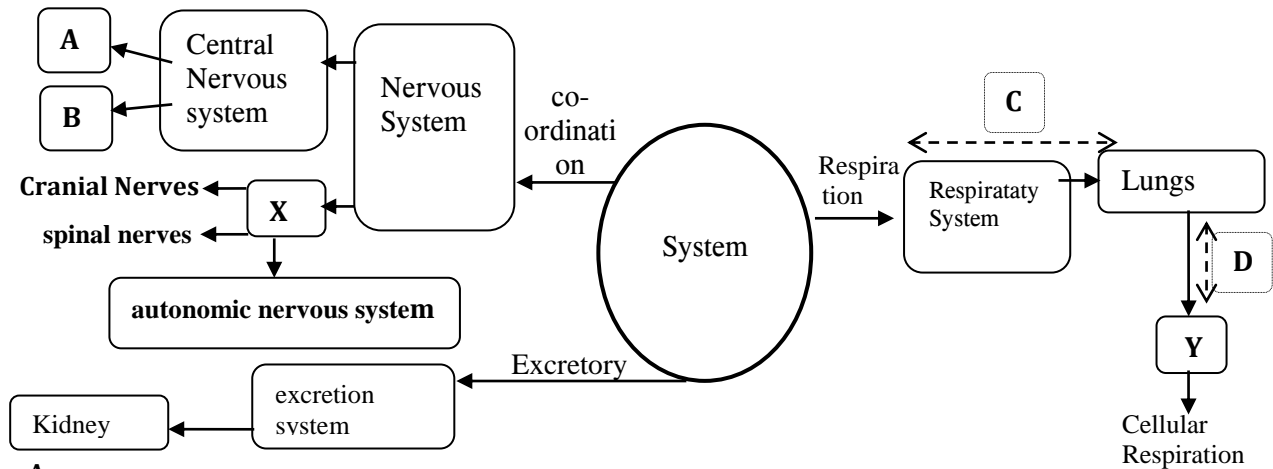 A
B
Central
Nervous
system
Nervous
System
co-
ordinati
on
Cranial Nerves
X
spinal nerves
autonomic nervous system
System
Excretory
excretion
system
Kidney
A
Respira
tion
C
Respirataty
System
Lungs
D
Y
Cellular
Respiration